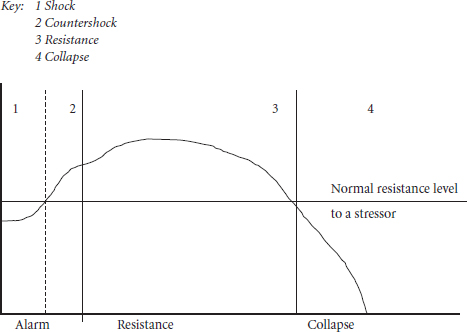 Key: 1 Shock
2 Countershock
3 Resistance
4 Collapse
1 2 3 4
Normal resistance level
to a stressor
Alarm Resistance Collapse